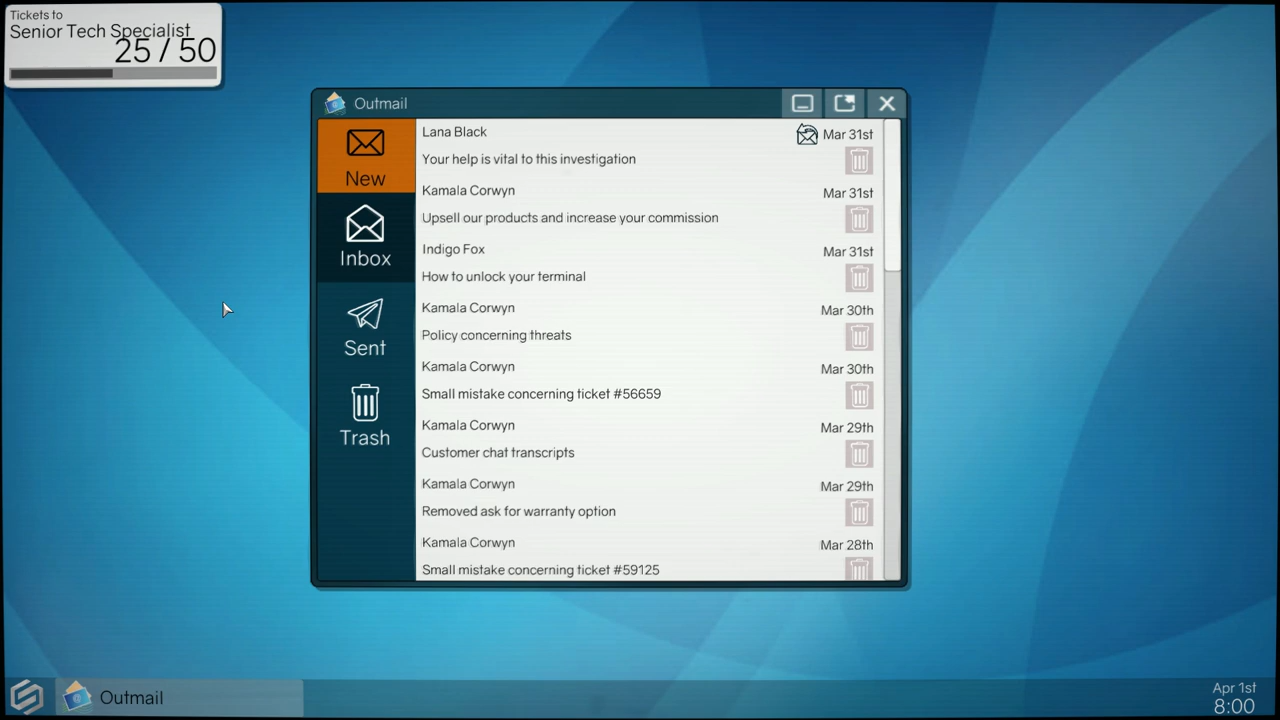 Tickets to
Senior Tech Specialist
25 / 50
Outmail
New
Inbox
Sent
Trash
Lana Black
Mar 31st
Your help is vital to this investigation
Kamala Corwyn
Mar 31st
Upsell our products and increase your commission
Indigo Fox
Mar 31st
How to unlock your terminal
Kamala Corwyn
Mar 30th
Policy concerning threats
Kamala Corwyn
Mar 30th
Small mistake concerning ticket #56659
Kamala Corwyn
Mar 29th
Customer chat transcripts
Kamala Corwyn
Mar 29th
Removed ask for warranty option
Kamala Corwyn
Mar 28th
Small mistake concerning ticket #59125
Outmail
Apr 1st
8:00